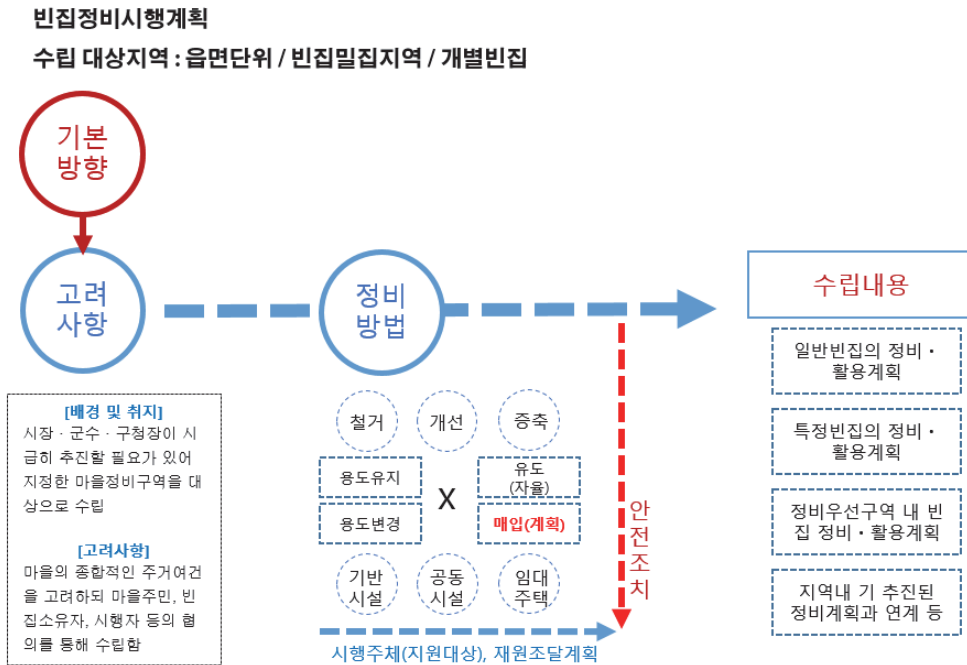 빈집정비시행계획
수립 대상지역 : 읍면단위 / 빈집밀집지역 / 개별빈집
기본
방향
고려
사항
[배경 및 취지]
시장 · 군수 · 구청장이 시
급히 추진할 필요가 있어
지정한 마을정비구역을 대
상으로 수립
[고려사항]
마을의 종합적인 주거여건
을 고려하되 마을주민, 빈
집소유자, 시행자 등의 협
의를 통해 수립함
정비
방법
철거
개선
증축
용도유지
용도변경
X
유도
(자율)
매입(계획)
기반
시설
공동
시설
임대
주택
시행주체(지원대상), 재원조달계획
안전조치
수립내용
일반빈집의 정비 ·
활용계획
특정빈집의 정비 ·
활용계획
정비우선구역 내 빈
집 정비 · 활용계획
지역내 기 추진된
정비계획과 연계 등